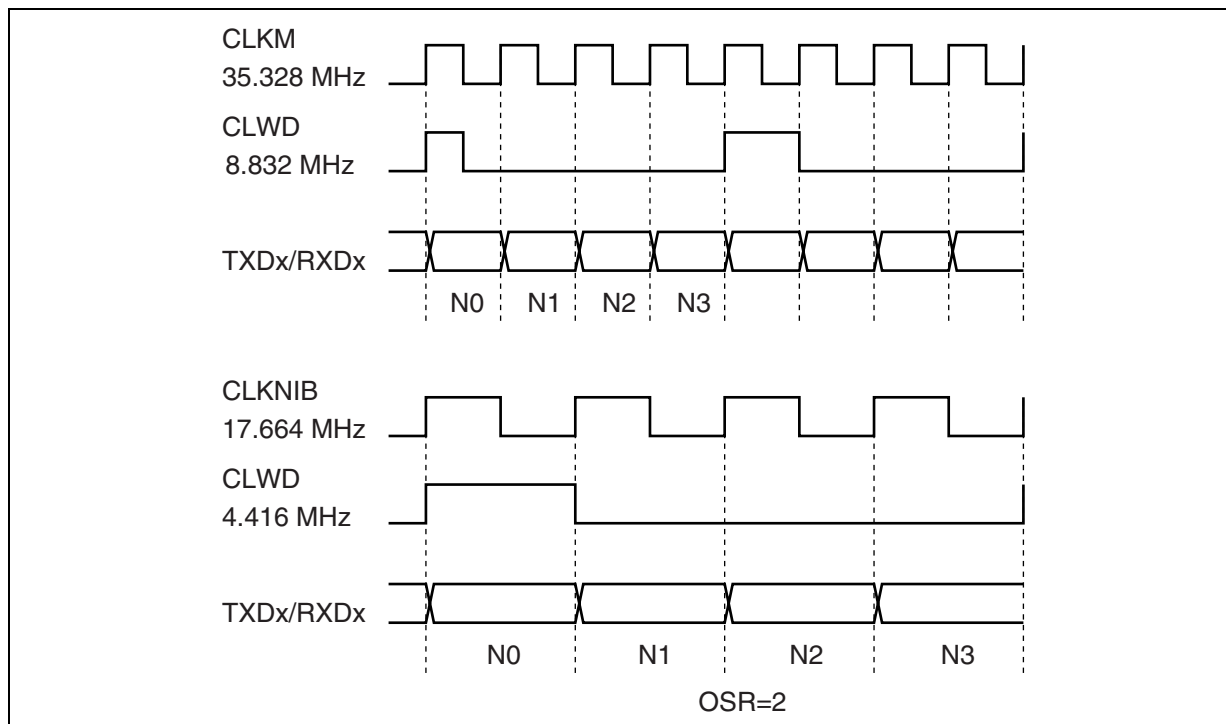 CLKM
35.328 MHz
CLWD
8.832 MHz
TXDx/RXDx
N0 N1 N2 N3
CLKNIB
17.664 MHz
CLWD
4.416 MHz
TXDx/RXDx
N0 N1 N2 N3
OSR=2